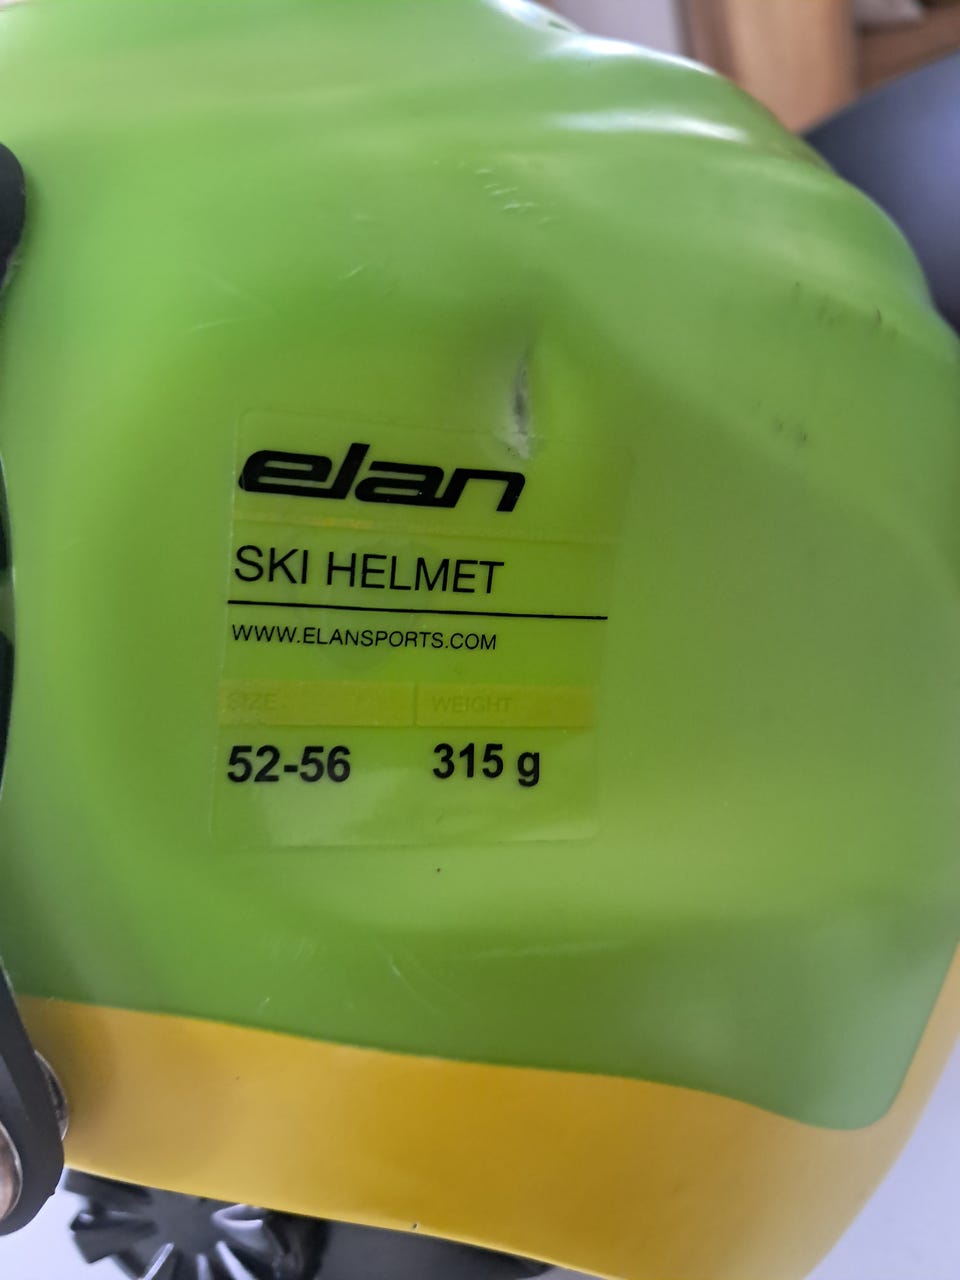 elan
SKI HELMET
WWW.ELANSPORTS.COM
SIZE WEIGHT
52-56 315 g